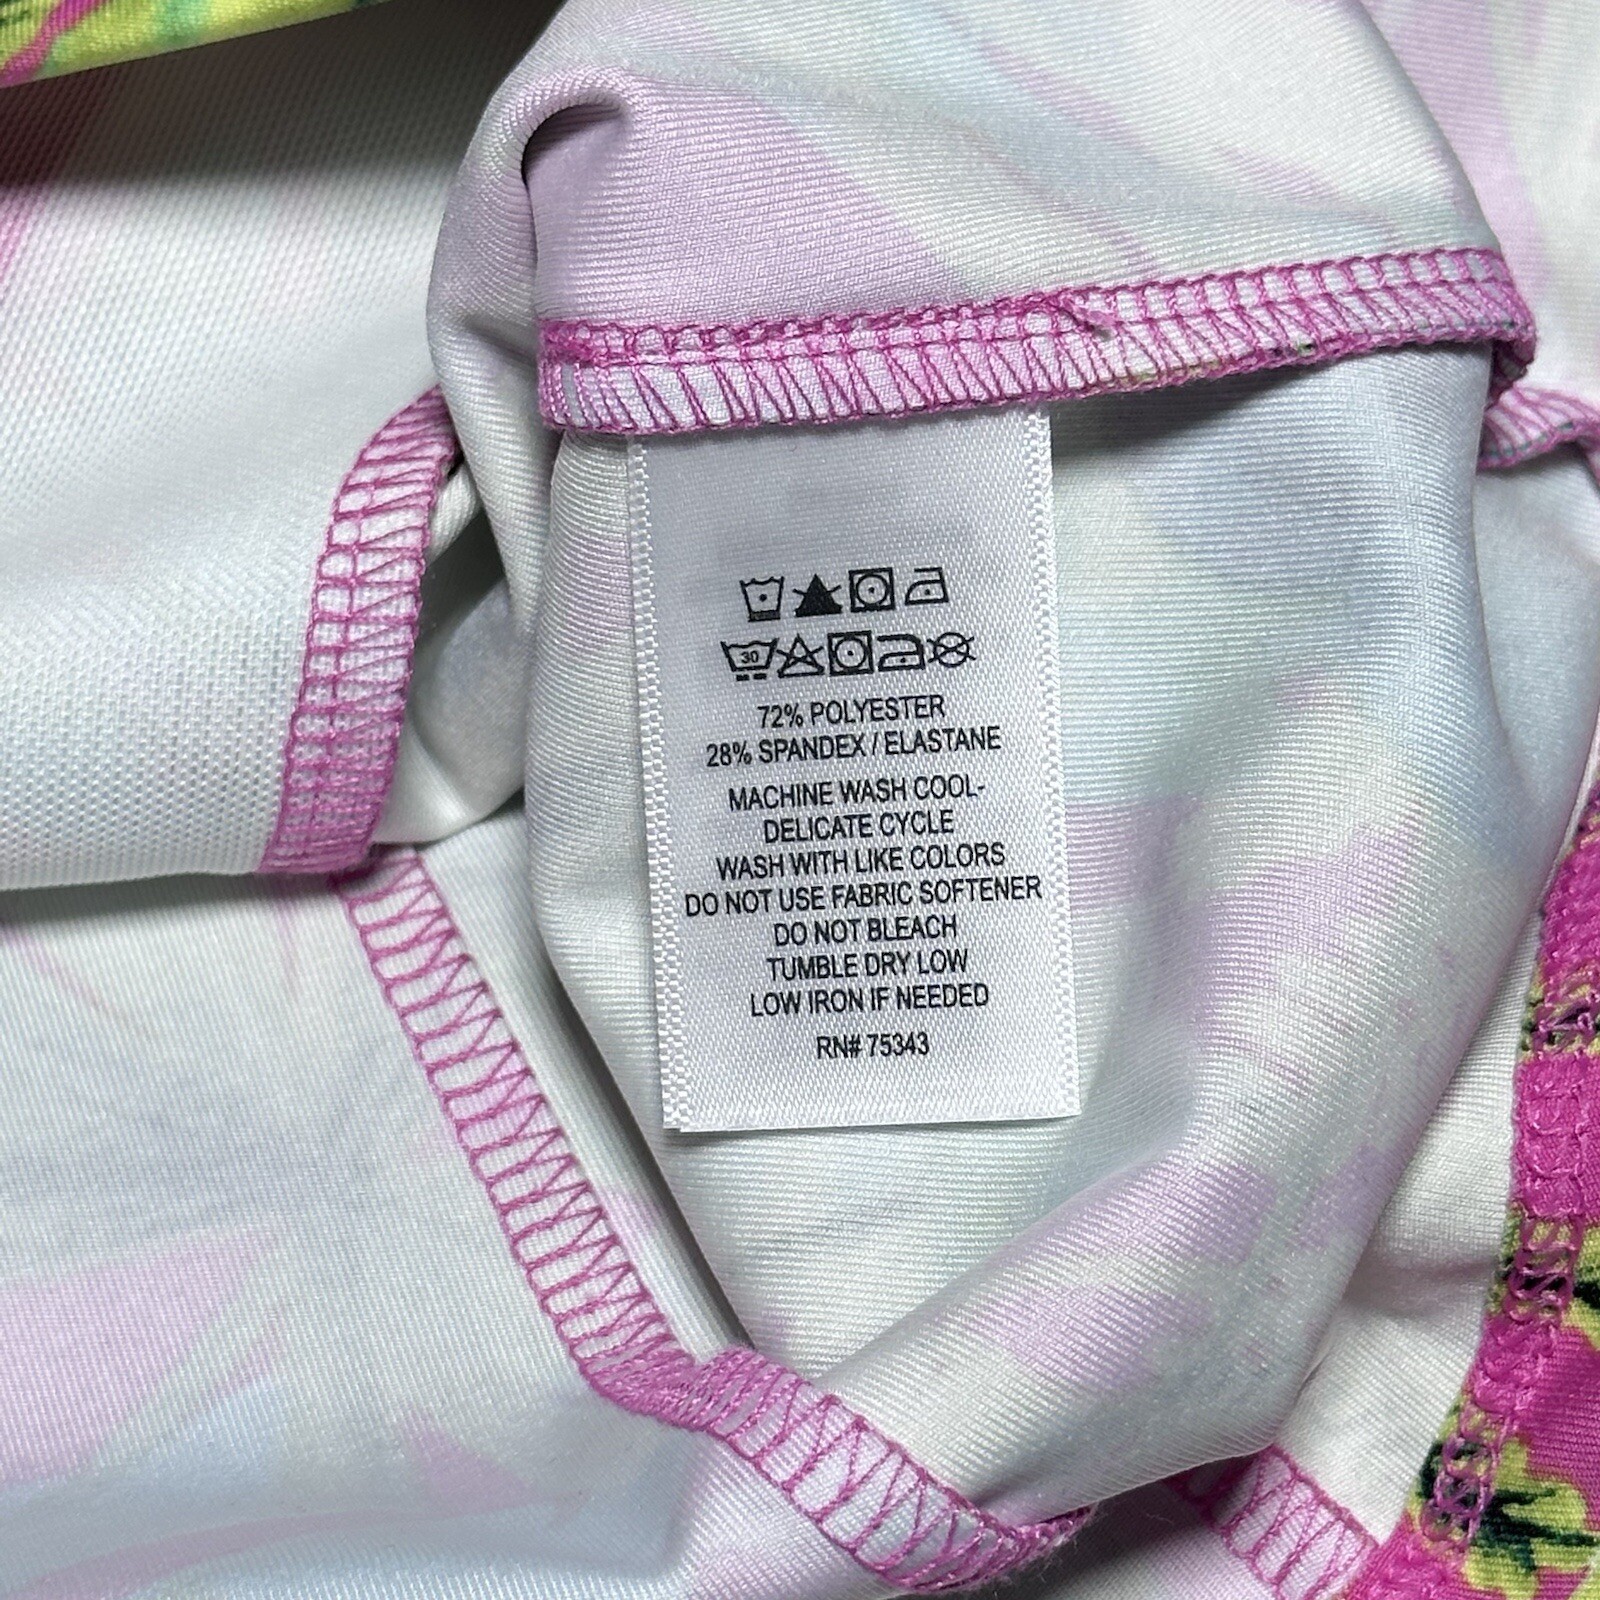 30
72% POLYESTER
28% SPANDEX / ELASTANE
MACHINE WASH COOL-
DELICATE CYCLE
WASH WITH LIKE COLORS
DO NOT USE FABRIC SOFTENER
DO NOT BLEACH
TUMBLE DRY LOW
LOW IRON IF NEEDED
RN# 75343